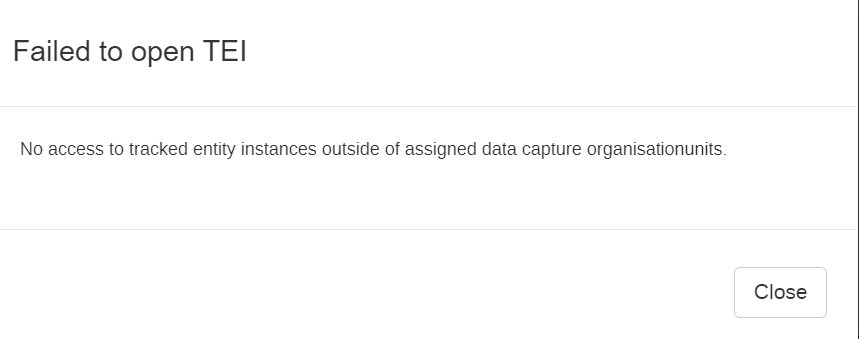 Failed to open TEI
No access to tracked entity instances outside of assigned data capture organisationunits.
Close